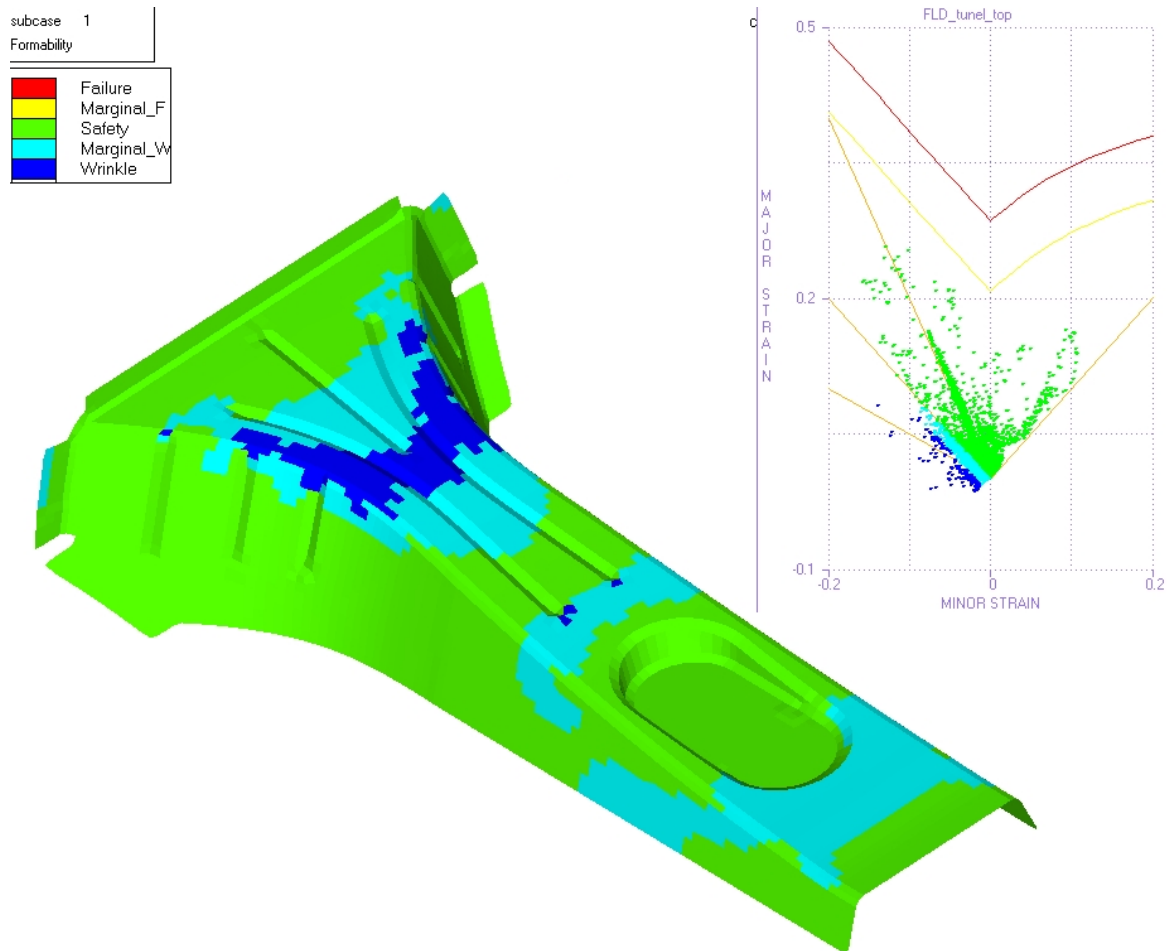 subcase 1
Formability
Failure
Marginal_F
Safety
Marginal_W
Wrinkle
c
FLD_tunel_top
0.5
MAJOR STRAIN
0.2
-0.1
-0.2 0 0.2
MINOR STRAIN